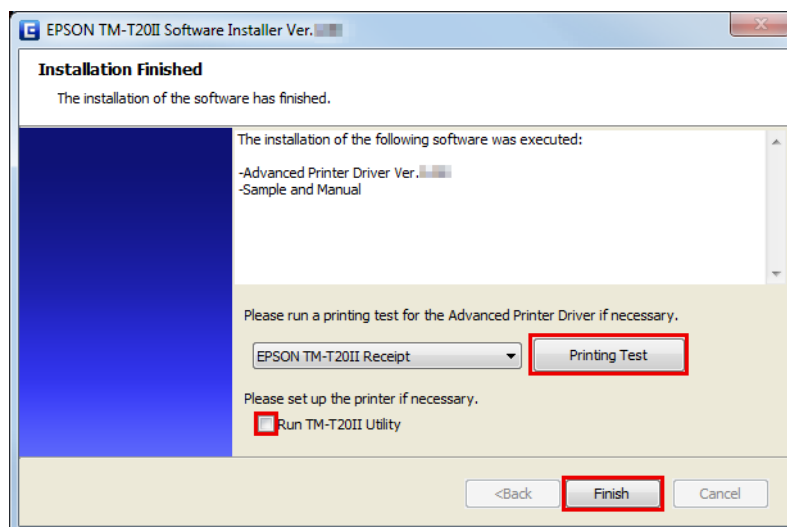 EPSON TM-T20II Software Installer Ver.
Installation Finished
The installation of the software has finished.
The installation of the following software was executed:
-Advanced Printer Driver Ver.
-Sample and Manual
Please run a printing test for the Advanced Printer Driver if necessary.
EPSON TM-T20II Receipt
Printing Test
Please set up the printer if necessary.
Run TM-T20II Utility
<Back
Finish
Cancel